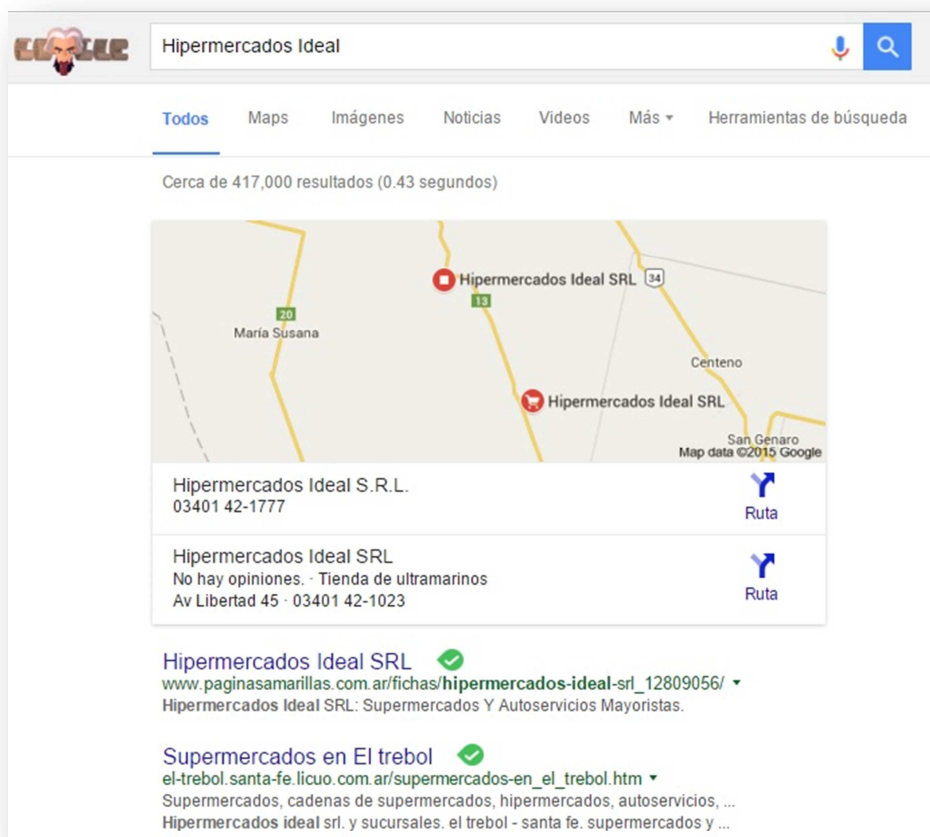 Hipermercados Ideal
Todos Maps Imágenes Noticias Videos Más Herramientas de búsqueda
Cerca de 417,000 resultados (0.43 segundos)
Hipermercados Ideal SRL 34
13
20
María Susana
Centeno
Hipermercados Ideal SRL
San Genaro
Map data ©2015 Google
Hipermercados Ideal S.R.L.
03401 42-1777
Ruta
Hipermercados Ideal SRL
No hay opiniones. · Tienda de ultramarinos
Av Libertad 45 · 03401 42-1023
Ruta
Hipermercados Ideal SRL
www.paginasamarillas.com.ar/fichas/hipermercados-ideal-srl_12809056/
Hipermercados Ideal SRL: Supermercados Y Autoservicios Mayoristas.
Supermercados en El trebol
el-trebol.santa-fe.licuo.com.ar/supermercados-en_el_trebol.htm
Supermercados, cadenas de supermercados, hipermercados, autoservicios, ...
Hipermercados ideal srl. y sucursales. el trebol - santa fe. supermercados y ...